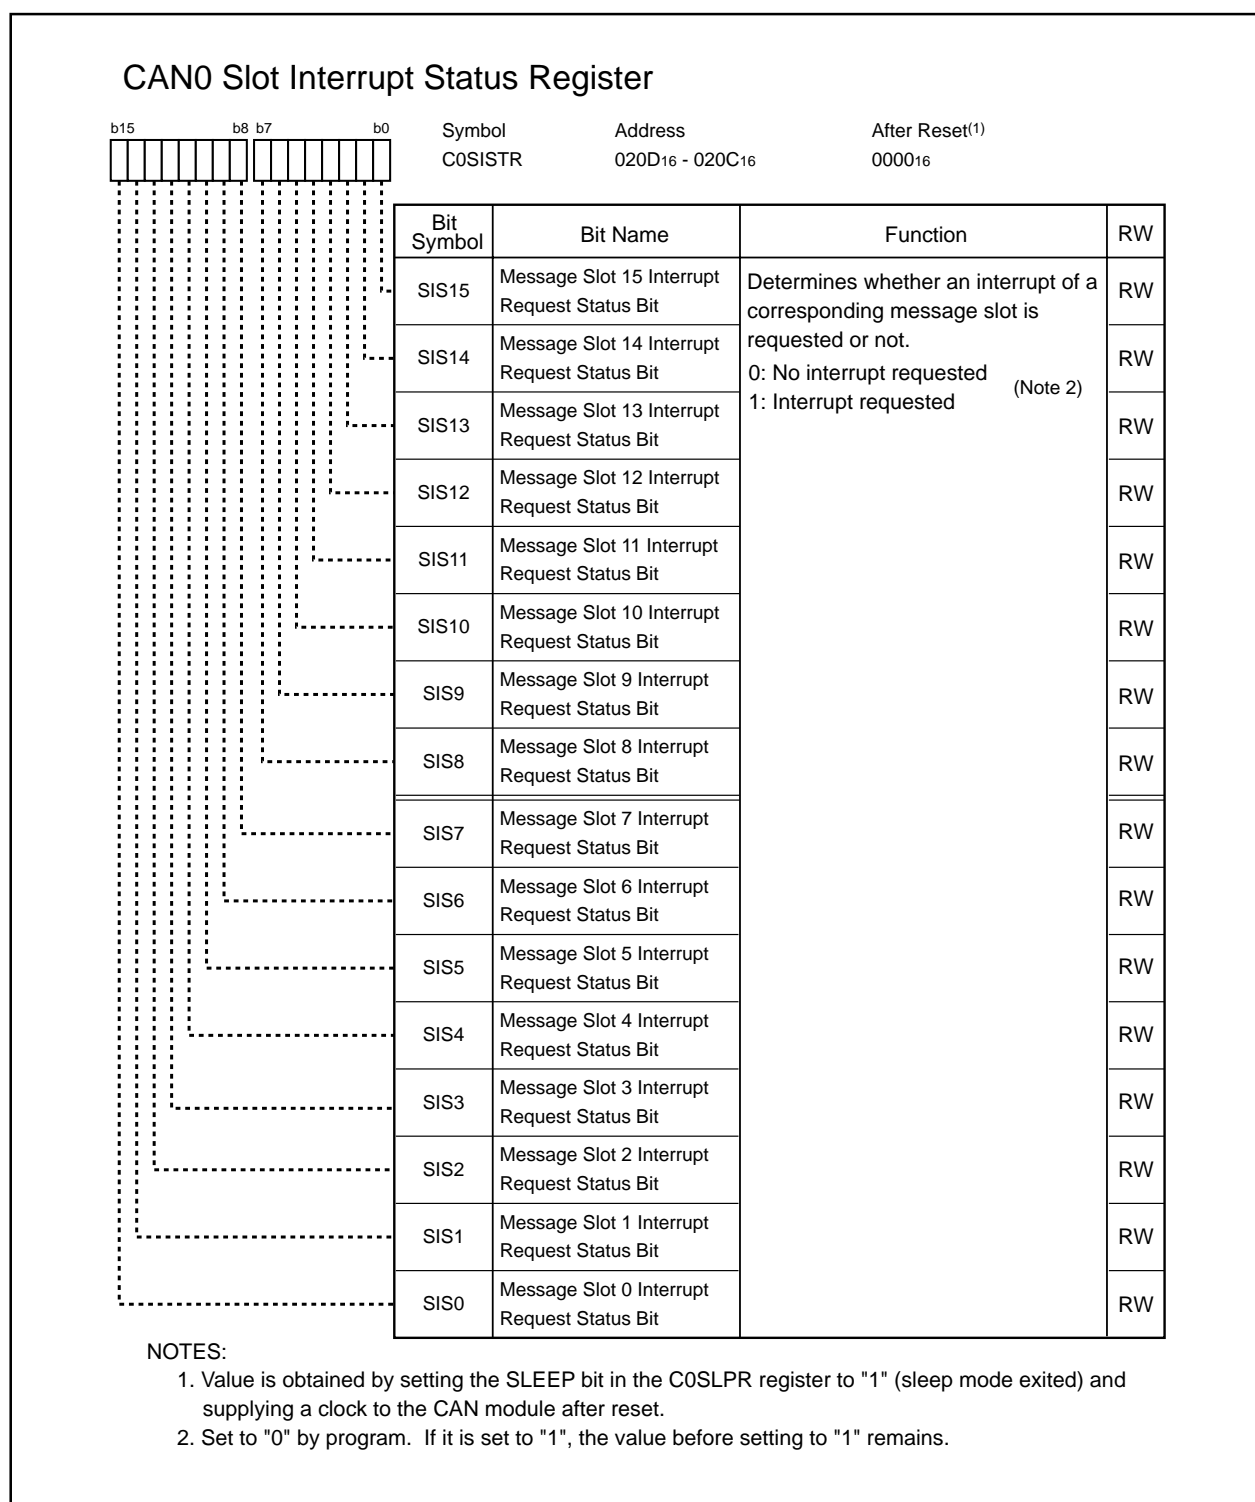 CAN0 Slot Interrupt Status Register
b15 b8 b7 b0 Symbol Address After Reset(1)
C0SISTR 020D16 - 020C16 000016
Bit Symbol Bit Name Function RW
SIS15 Message Slot 15 Interrupt Request Status Bit RW
Determines whether an interrupt of a
corresponding message slot is
requested or not.
0: No interrupt requested
1: Interrupt requested
(Note 2)
SIS14 Message Slot 14 Interrupt Request Status Bit RW
SIS13 Message Slot 13 Interrupt Request Status Bit RW
SIS12 Message Slot 12 Interrupt Request Status Bit RW
SIS11 Message Slot 11 Interrupt Request Status Bit RW
SIS10 Message Slot 10 Interrupt Request Status Bit RW
SIS9 Message Slot 9 Interrupt Request Status Bit RW
SIS8 Message Slot 8 Interrupt Request Status Bit RW
SIS7 Message Slot 7 Interrupt Request Status Bit RW
SIS6 Message Slot 6 Interrupt Request Status Bit RW
SIS5 Message Slot 5 Interrupt Request Status Bit RW
SIS4 Message Slot 4 Interrupt Request Status Bit RW
SIS3 Message Slot 3 Interrupt Request Status Bit RW
SIS2 Message Slot 2 Interrupt Request Status Bit RW
SIS1 Message Slot 1 Interrupt Request Status Bit RW
SIS0 Message Slot 0 Interrupt Request Status Bit RW
NOTES:
1. Value is obtained by setting the SLEEP bit in the C0SLPR register to "1" (sleep mode exited) and
supplying a clock to the CAN module after reset.
2. Set to "0" by program. If it is set to "1", the value before setting to "1" remains.